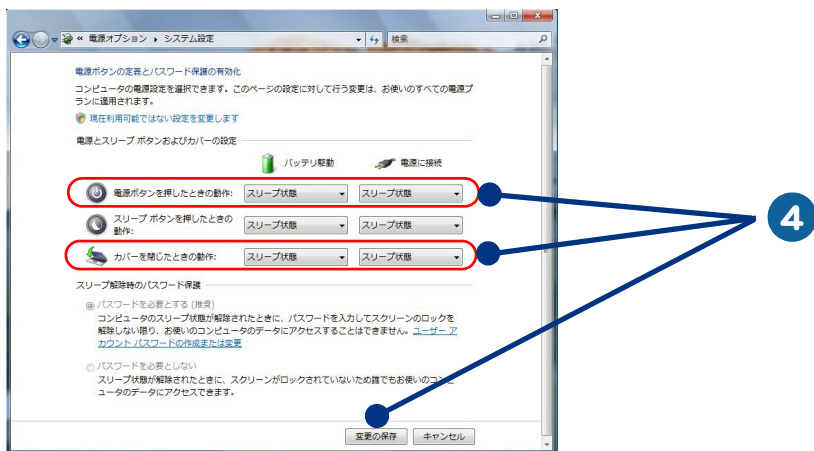 « 電源オプション ▸ システム設定
検索
電源ボタンの定義とパスワード保護の有効化
コンピュータの電源設定を選択できます。このページの設定に対して行う変更は、お使いのすべての電源プ
ランに適用されます。
現在利用可能ではない設定を変更します
電源とスリープ ボタンおよびカバーの設定
バッテリ駆動 電源に接続
電源ボタンを押したときの動作: スリープ状態 スリープ状態
スリープ ボタンを押したときの
動作: スリープ状態 スリープ状態
カバーを閉じたときの動作: スリープ状態 スリープ状態
4
スリープ解除時のパスワード保護
パスワードを必要とする (推奨)
コンピュータのスリープ状態が解除されたときに、パスワードを入力してスクリーンのロックを
解除しない限り、お使いのコンピュータのデータにアクセスすることはできません。ユーザー ア
カウント パスワードの作成または変更
パスワードを必要としない
スリープ状態が解除されたときに、スクリーンがロックされていないため誰でもお使いのコンピ
ュータのデータにアクセスできます。
変更の保存 キャンセル